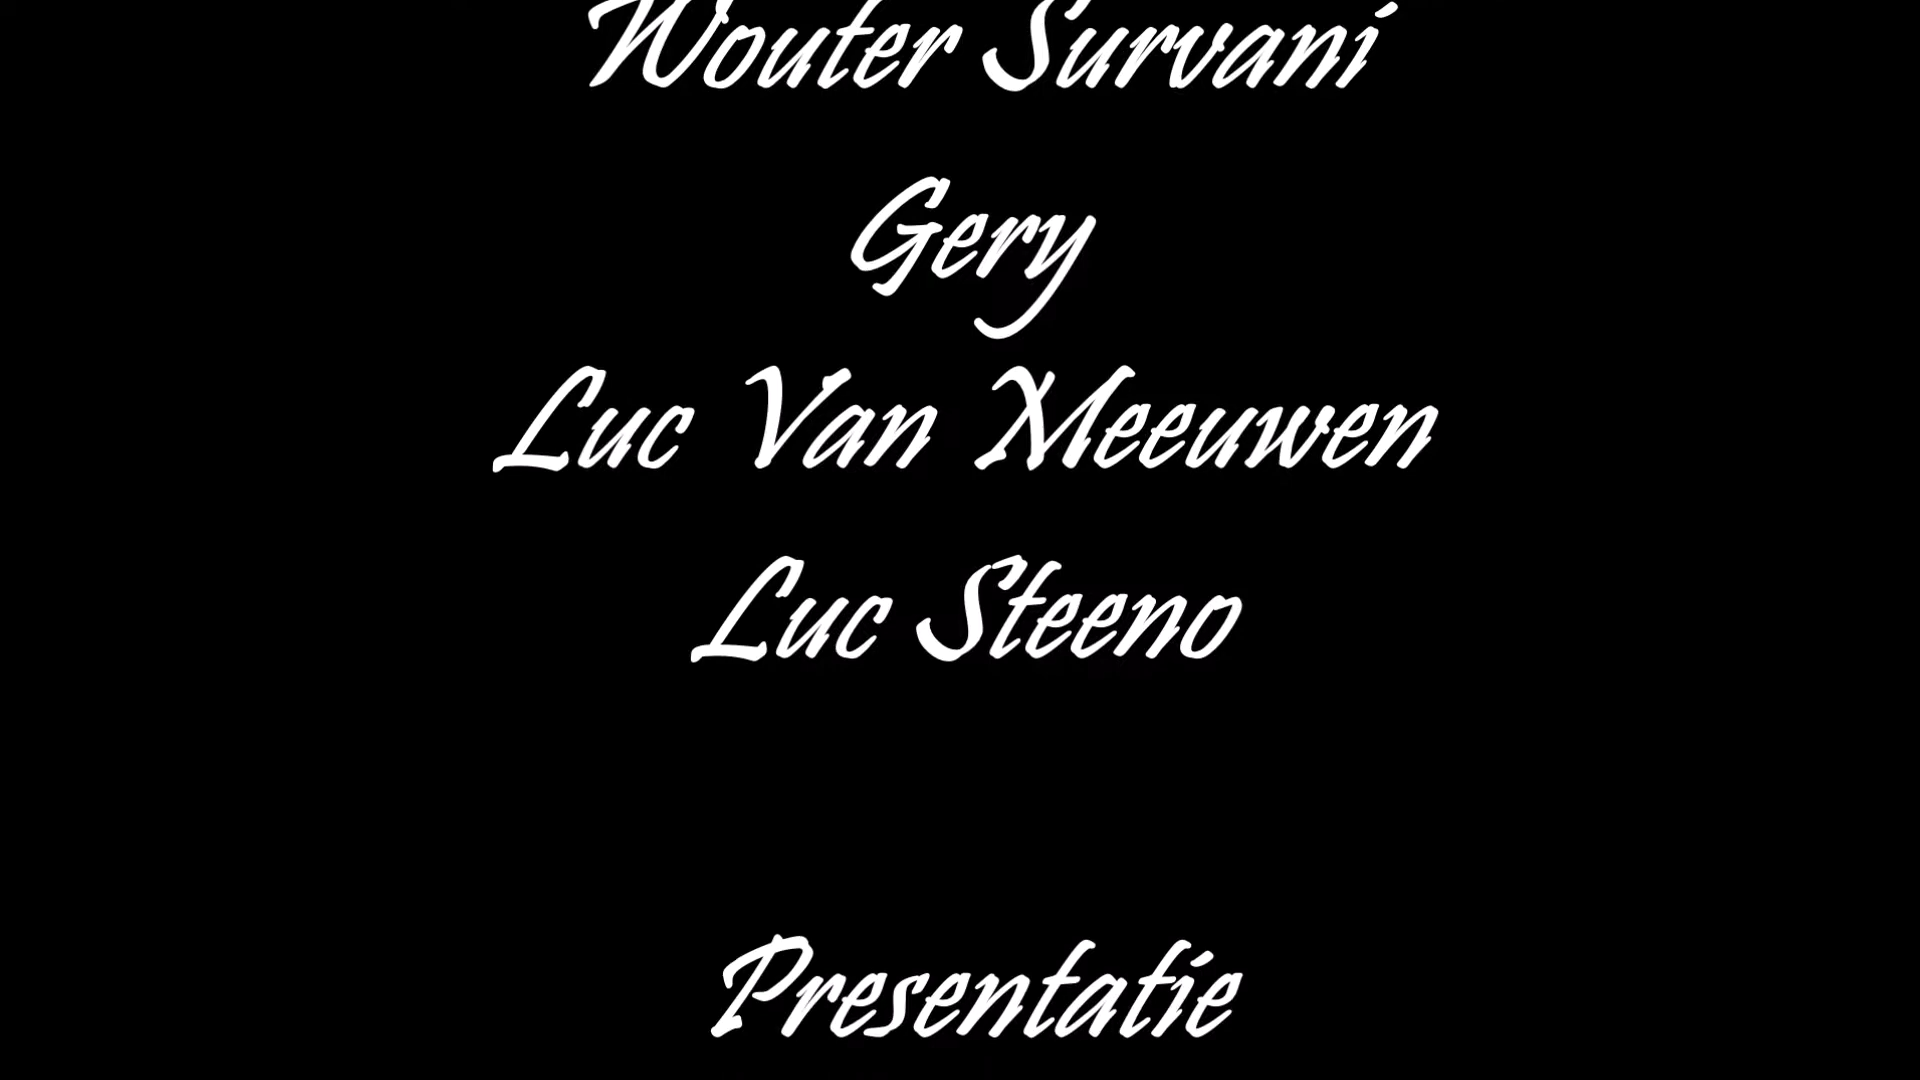 Wouter Survani
Gery
Luc Van Meeuwen
Luc Steeno
Presentatie